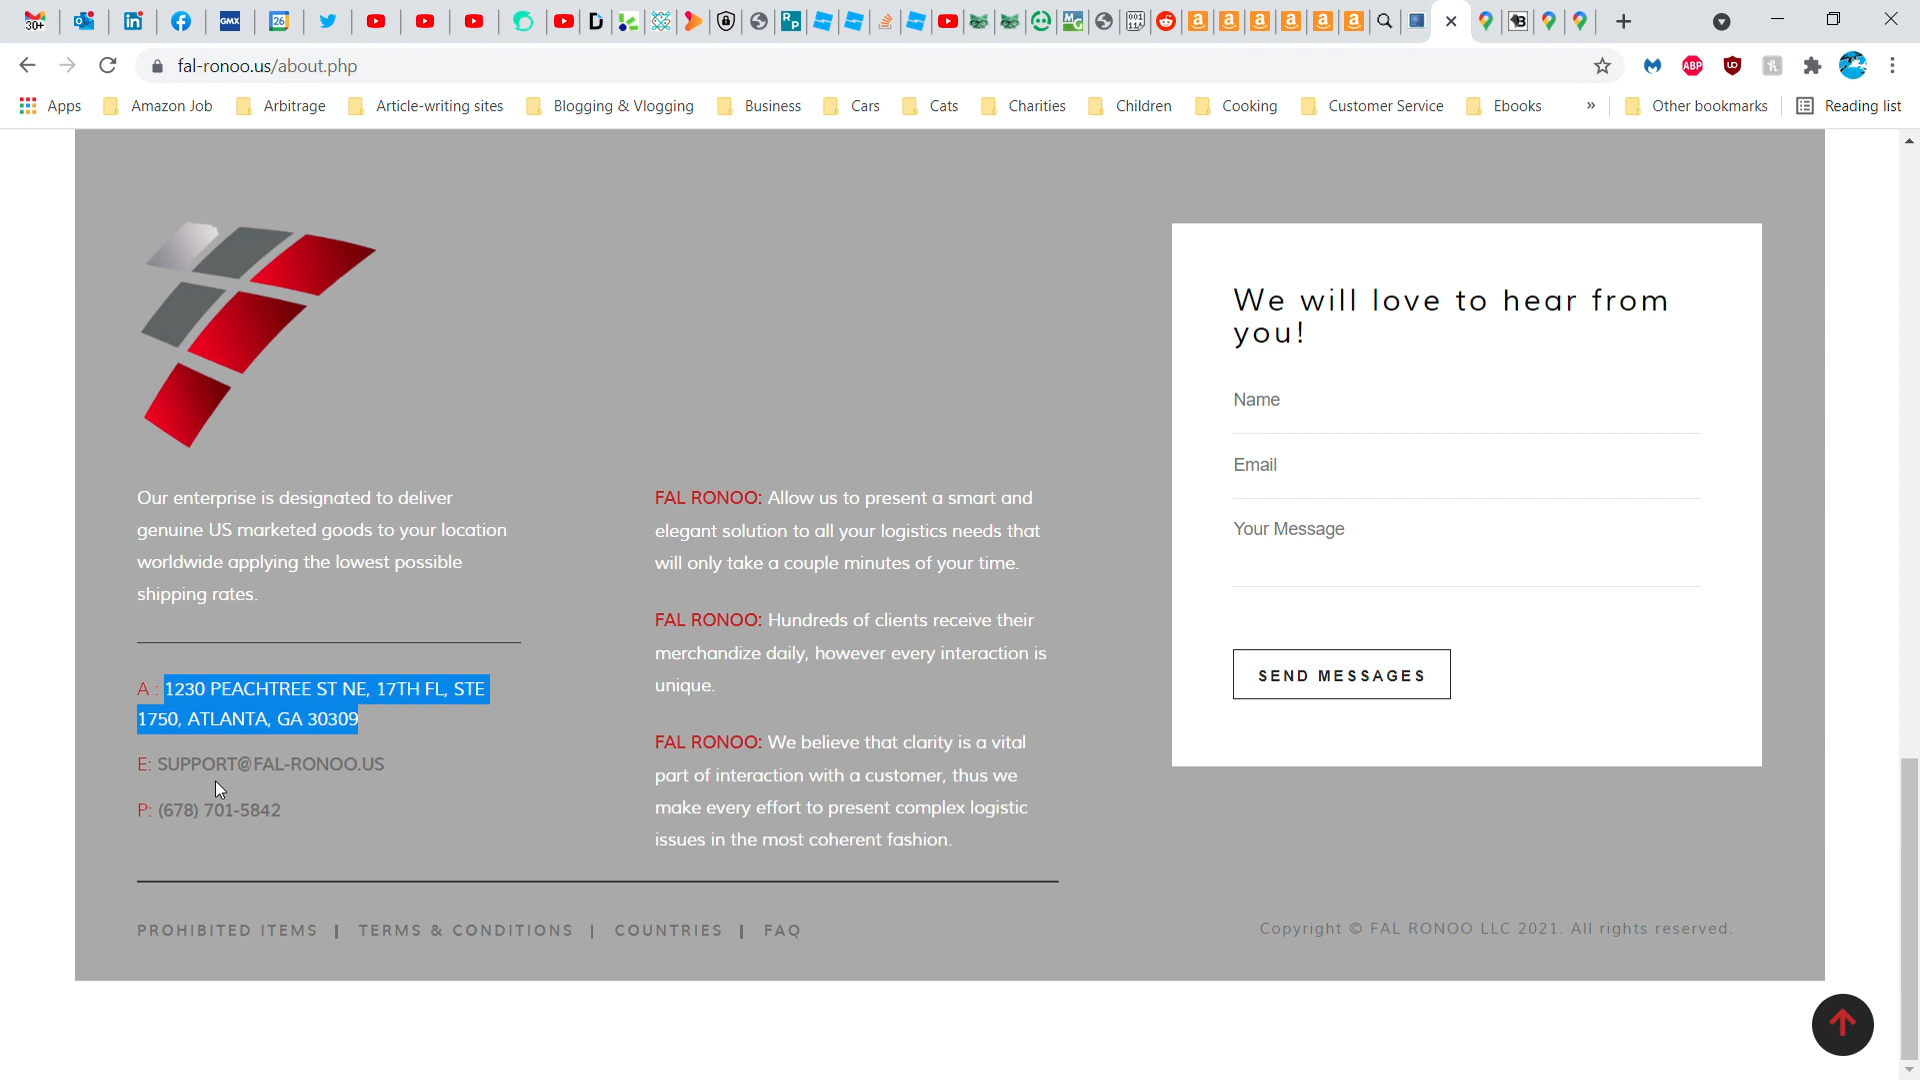 30+
GMX
26
RP
MG
fal-ronoo.us/about.php
ABP
Apps
Amazon Job
Arbitrage
Article-writing sites
Blogging & Vlogging
Business
Cars
Cats
Charities
Children
Cooking
Customer Service
Ebooks
»
Other bookmarks
Reading list
We will love to hear from
you!
Name
Email
Your Message
SEND MESSAGES
Our enterprise is designated to deliver
genuine US marketed goods to your location
worldwide applying the lowest possible
shipping rates.
A : 1230 PEACHTREE ST NE, 17TH FL, STE
1750, ATLANTA, GA 30309
E: SUPPORT@FAL-RONOO.US
P: (678) 701-5842
FAL RONOO: Allow us to present a smart and
elegant solution to all your logistics needs that
will only take a couple minutes of your time.
FAL RONOO: Hundreds of clients receive their
merchandize daily, however every interaction is
unique.
FAL RONOO: We believe that clarity is a vital
part of interaction with a customer, thus we
make every effort to present complex logistic
issues in the most coherent fashion.
PROHIBITED ITEMS | TERMS & CONDITIONS | COUNTRIES | FAQ
Copyright © FAL RONOO LLC 2021. All rights reserved.